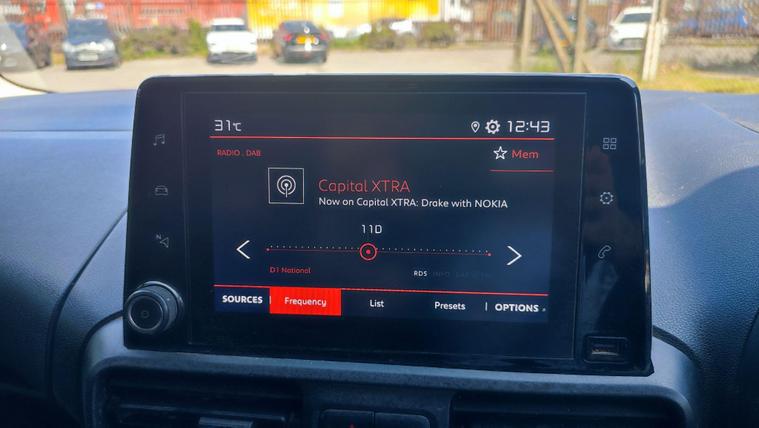 31°C 12:43
RADIO . DAB
Mem
Capital XTRA
Now on Capital XTRA: Drake with NOKIA
11D
D1 National RDS INFO
SOURCES Frequency List Presets OPTIONS
N